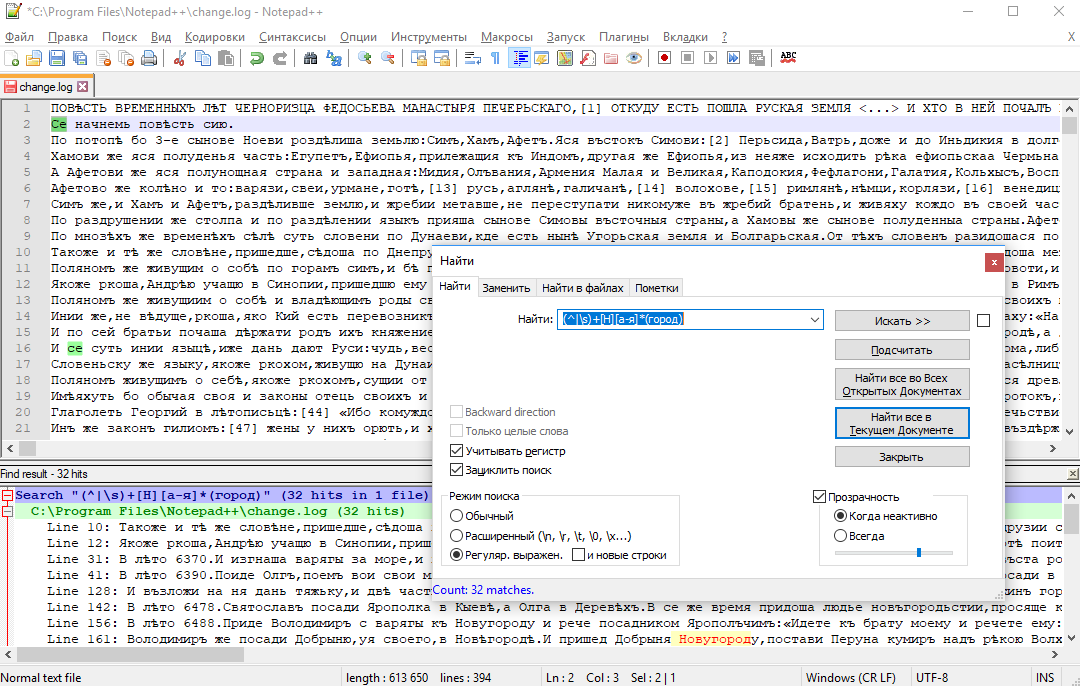 *C:\Program Files\Notepad++\change.log - Notepad++
Файл Правка Поиск Вид Кодировки Синтаксисы Опции Инструменты Макросы Запуск Плагины Вкладки ? X
ABC
change.log
1 ПОВѢСТЬ ВРЕМЕННЫХЪ ЛѢТ ЧЕРНОРИЗЦА ФЕДОСЬЕВА МАНАСТЫРЯ ПЕЧЕРЬСКАГО,[1] ОТКУДУ ЕСТЬ ПОШЛА РУСКАЯ ЗЕМЛЯ <...> И ХТО В НЕЙ ПОЧАЛЪ
2 Се начнемь повѣсть сию.
3 По потопѣ бо 3-е сынове Ноеви роздѣлиша земьлю:Симъ,Хамъ,Афетъ.Яся въстокъ Симови:[2] Перьсида,Ватрь,доже и до Иньдикия в долг
4 Хамови же яся полуденья часть:Егупетъ,Ефиопья,прилежащия къ Индомъ,другая же Ефиопья,из неяже исходить рѣка ефиопьскаа Чермьна
5 А Афетови же яся полунощная страна и западная:Мидия,Олъвания,Армения Малая и Великая,Каподокия,Фефлагони,Галатия,Кольхысъ,Восп
6 Афетово же колѣно и то:варязи,свеи,урмане,готѣ,[13] русь,аглянѣ,галичанѣ,[14] волохове,[15] римлянѣ,нѣмци,корлязи,[16] венедиц
7 Симъ же,и Хамъ и Афетъ,раздѣливше землю,и жребии метавше,не переступати никомуже въ жребий братень,и живяху кождо въ своей час
8 По раздрушении же столпа и по раздѣлении языкъ прияша сынове Симовы въсточныя страны,а Хамовы же сынове полуденныа страны.Афет
9 По мнозѣхъ же временѣхъ сѣлѣ суть словени по Дунаеви,кде есть нынѣ Угорьская земля и Болгарьская.От тѣхъ словенъ разидошася по
10 Такоже и тѣ же словѣне,пришедше,сѣдоша по Днепру
11 Поляномъ же живущим о собѣ по горамъ симъ,и бѣ п
12 Якоже ркоша,Андрѣю учащю в Синопии,пришедшю ему
13 Поляномъ же живущиим о собѣ и владѣющимъ роды св
14 Инии же,не вѣдуще,ркоша,яко Кий есть перевозникъ
15 И по сей братьи почаша дѣржати родъ ихъ княжение
16 И се суть инии языцѣ,иже дань дают Руси:чудь,вес
17 Словеньску же языку,якоже ркохом,живущю на Дунаи
18 Поляномъ живущимъ о себѣ,якоже ркохомъ,сущии от
19 Имѣяхуть бо обычая своя и законы отець своихъ и
20 Глаголеть Георгий в лѣтописьцѣ:[44] «Ибо комуждо
21 Инъ же законъ гилиомъ:[47] жены у нихъ орють,и х
Найти
x
Найти Заменить Найти в файлах Пометки
Найти: (^|\s)+[Н][а-я]*(город)
Искать >>
Подсчитать
Найти все во Всех
Открытых Документах
Найти все в
Текущем Документе
Закрыть
Backward direction
Только целые слова
Учитывать регистр
Зациклить поиск
Режим поиска
Обычный
Расширенный (\n, \r, \t, \0, \x...)
Регуляр. выражен. и новые строки
Прозрачность
Когда неактивно
Всегда
Count: 32 matches.
Find result - 32 hits
Search "(^|\s)+[Н][а-я]*(город)" (32 hits in 1 file)
C:\Program Files\Notepad++\change.log (32 hits)
Line 10: Такоже и тѣ же словѣне,пришедше,сѣдоша
Line 12: Якоже ркоша,Андрѣю учащю в Синопии,приш
Line 31: В лѣто 6370.И изгнаша варягы за море,и
Line 41: В лѣто 6390.Поиде Олгъ,поемъ вои свои м
Line 128: И възложи на ня дань тяжьку,и двѣ част
Line 142: В лѣто 6478.Святославъ посади Ярополка в Кыевѣ,а Олга в Деревѣхъ.В се же время придоша людье новъгородьстии,просяще к
Line 156: В лѣто 6488.Приде Володимиръ с варягы къ Новугороду и рече посадником Ярополъчимъ:«Идете къ брату моему и речете ему:
Line 161: Володимиръ же посади Добрыню,уя своего,в Новѣгородѣ.И пришед Добрыня Новугороду,постави Перуна кумиръ надъ рѣкою Волх
Normal text file length : 613 650 lines : 394 Ln : 2 Col : 3 Sel : 2 | 1 Windows (CR LF) UTF-8 INS